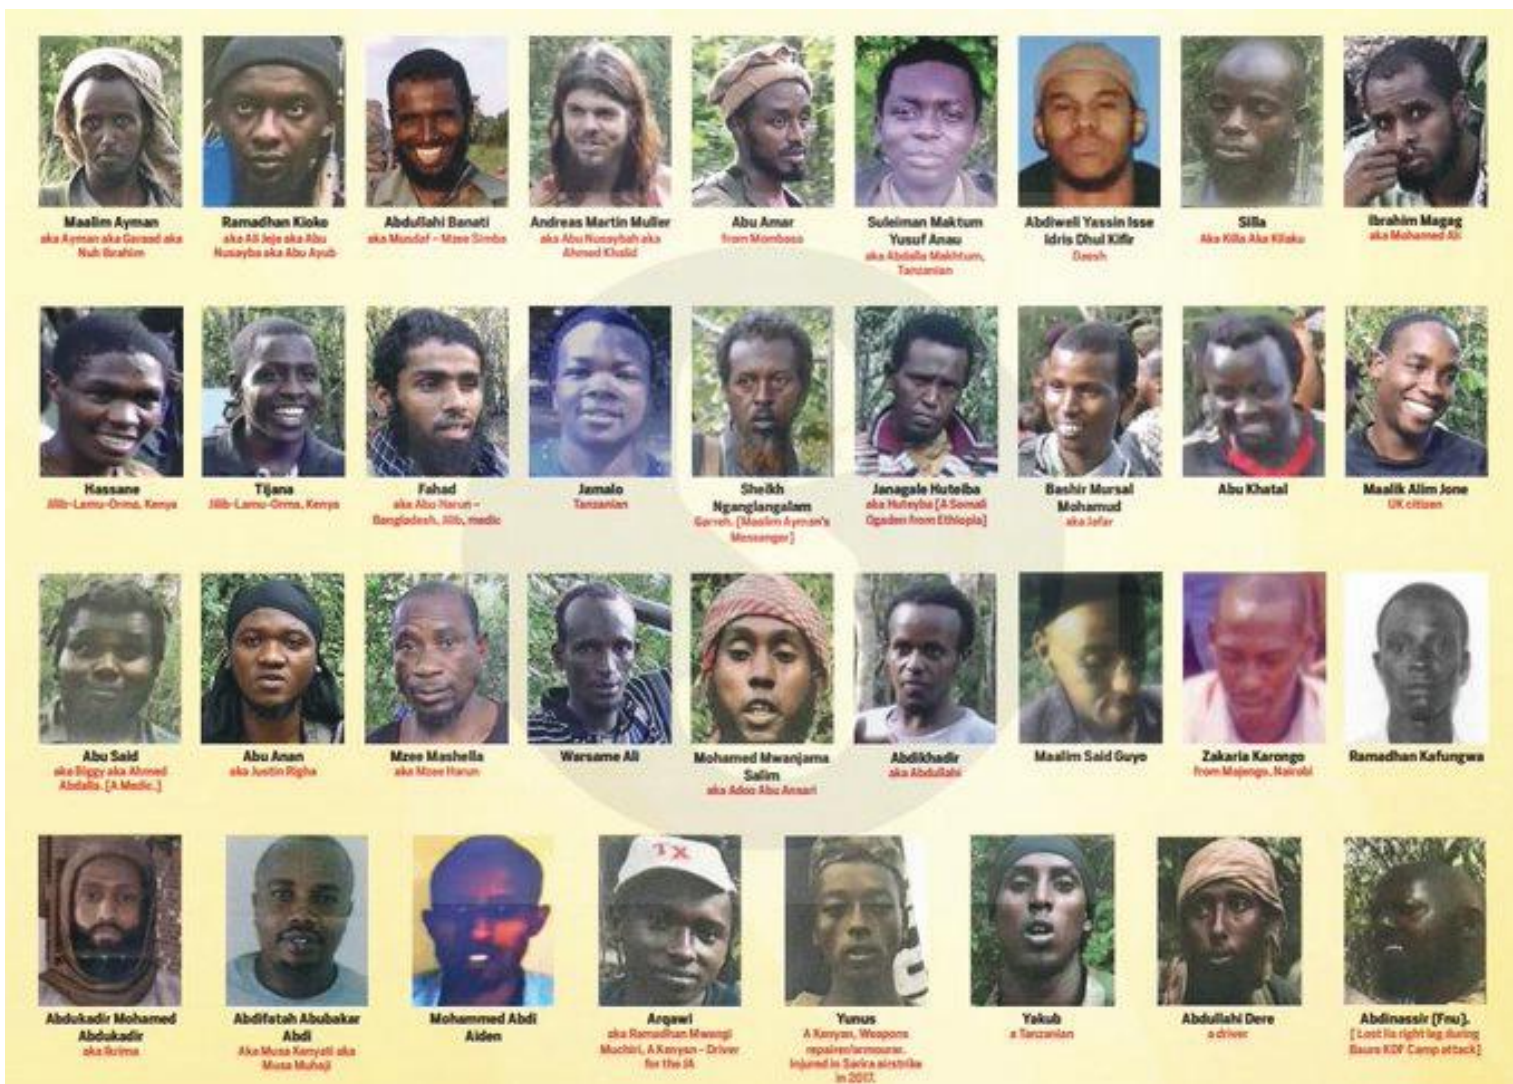 Maalim Ayman
aka Ayman aka Garaad aka
Nuh Ibrahim
Ramadhan Kioko
aka Ali Jeje aka Abu
Nusayba aka Abu Ayub
Abdullahi Banati
aka Mundaf - Mzee Simba
Andreas Martin Muller
aka Abu Nusaybah aka
Ahmed Khalid
Abu Amar
from Mombasa
Suleiman Maktum
Yusuf Anau
aka Abdalla Makhtum,
Tanzanian
Abdiweli Yassin Isse
Idris Dhul Kifir
Daesh
Silla
Aka Killa Aka Kilaku
Ibrahim Magag
aka Mohamed Ali
Hassane
Jilib-Lamu-Orma, Kenya
Tijana
Jilib-Lamu-Orma, Kenya
Fahad
aka Abu Harun -
Bangladesh, Jilib, medic
Jamalo
Tanzanian
Sheikh
Nganglangalam
Garreh. [Maalim Ayman's
Messenger]
Janagale Huteiba
aka Huteyba [A Somali
Ogaden from Ethiopia]
Bashir Mursal
Mohamud
aka Jafar
Abu Khatal
Maalik Alim Jone
UK citizen
Abu Said
aka Biggy aka Ahmed
Abdalla. [A Medic.]
Abu Anan
aka Justin Righa
Mzee Mashella
aka Mzee Harun
Warsame Ali
Mohamed Mwanjama
Salim
aka Adoo Abu Ansari
Abdikhadir
aka Abdullahi
Maalim Said Guyo
Zakaria Karongo
from Majengo, Nairobi
Ramadhan Kafungwa
Abdukadir Mohamed
Abdukadir
aka Ikrima
Abdifatah Abubakar
Abdi
Aka Musa Kenyati aka
Musa Muhaji
Mohammed Abdi
Aiden
TX
Arqawi
aka Ramadhan Mwangi
Muchiri, A Kenyan - Driver
for the JA
Yunus
A Kenyan, Weapons
repairer/armourer.
Injured in Sarira airstrike
in 2017.
Yakub
a Tanzanian
Abdullahi Dere
a driver
Abdinassir [Fnu].
[ Lost lis right leg during
Baure KDF Camp attack]